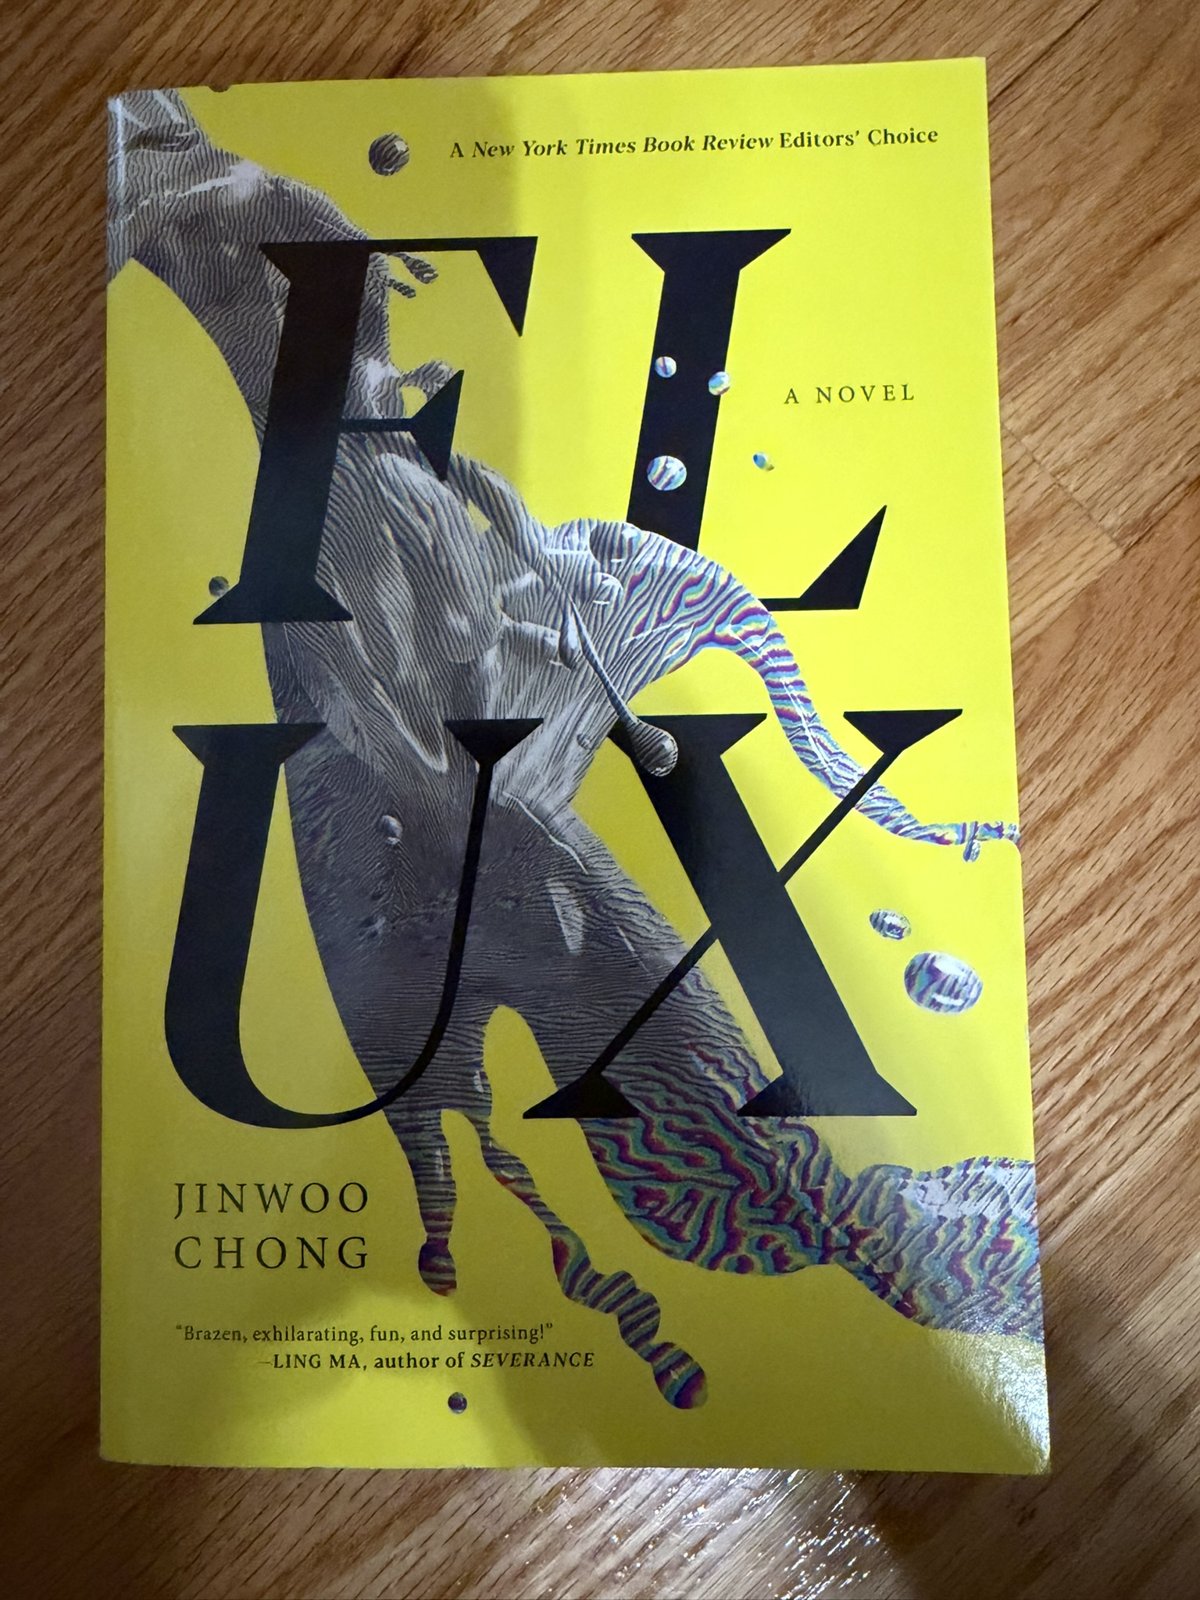 A New York Times Book Review Editors' Choice
FL
A NOVEL
UX
JINWOO
CHONG
"Brazen, exhilarating, fun, and surprising!"
—LING MA, author of SEVERANCE